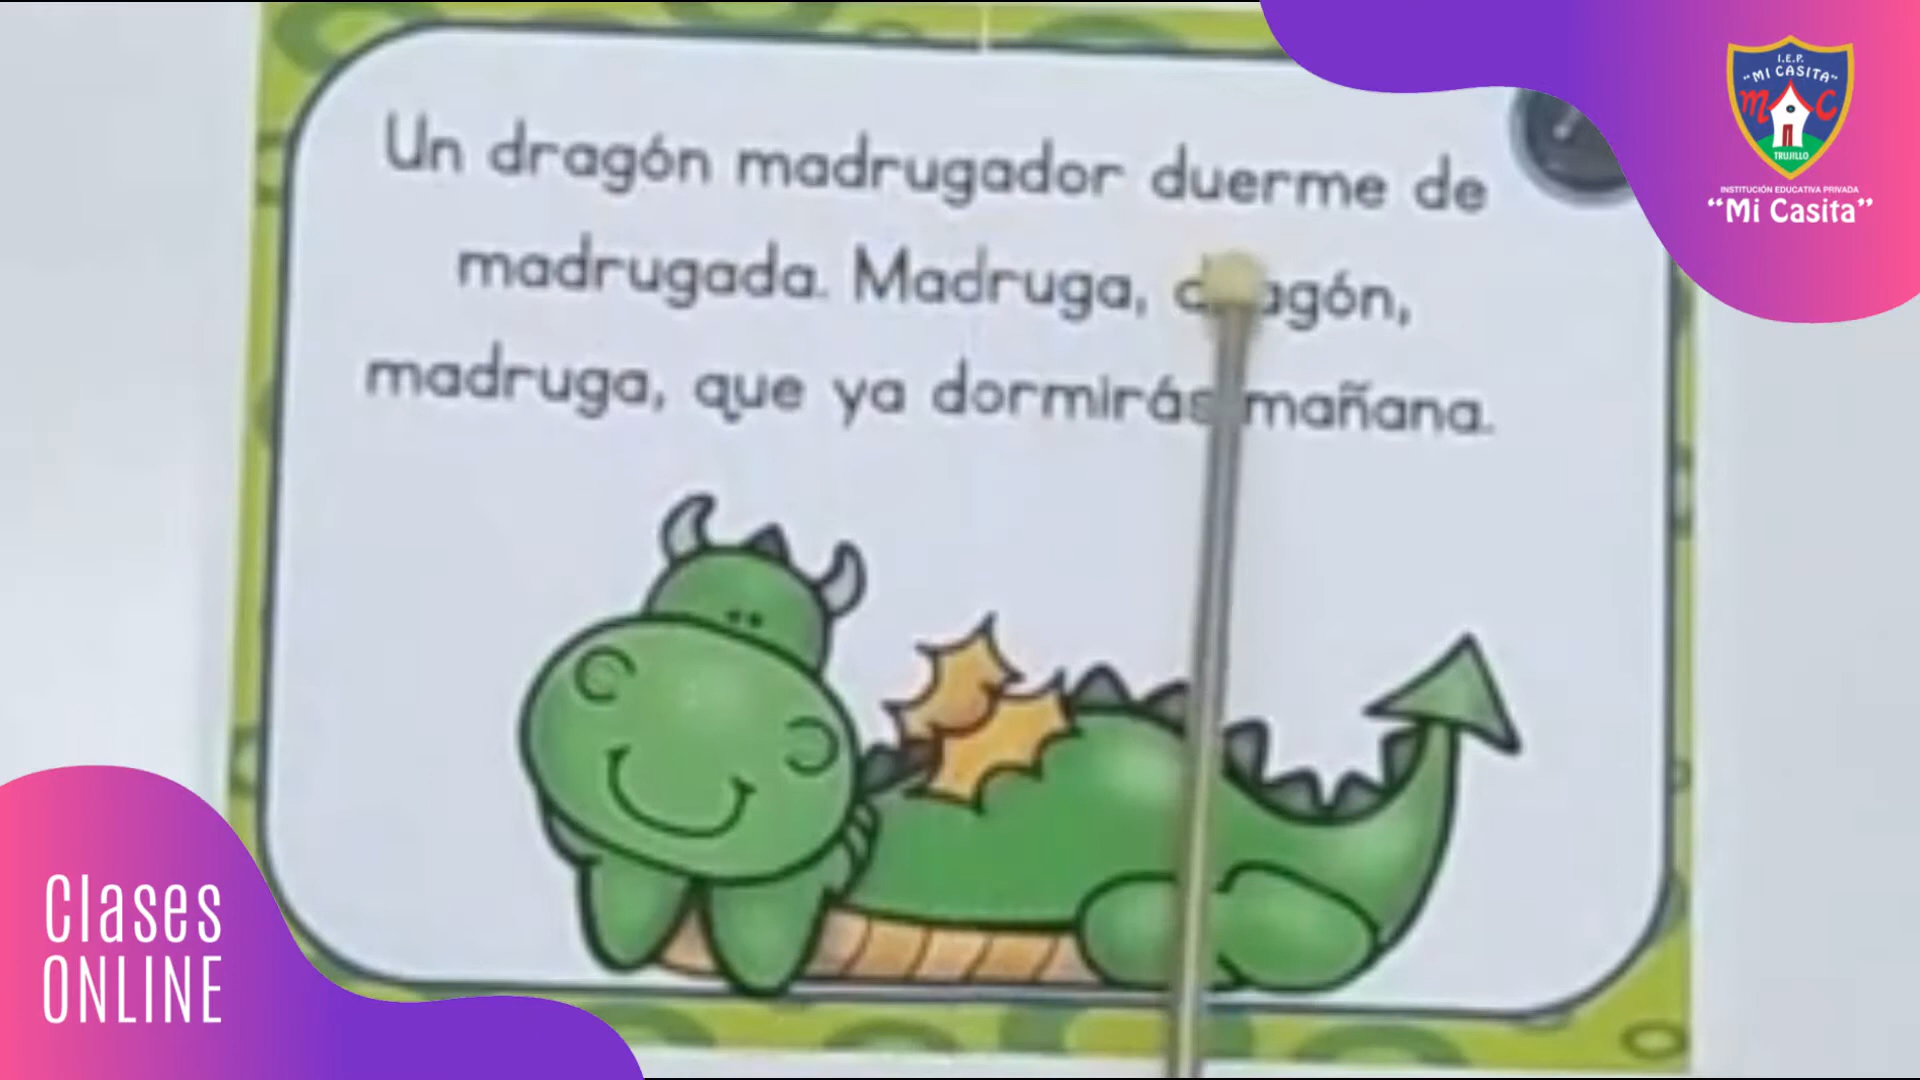 Un dragón madrugador duerme de
madrugada. Madruga, dragón,
madruga, que ya dormirás mañana.
I.E.P.
"MI CASITA"
M C
TRUJILLO
INSTITUCIÓN EDUCATIVA PRIVADA
"Mi Casita"
Clases
ONLINE